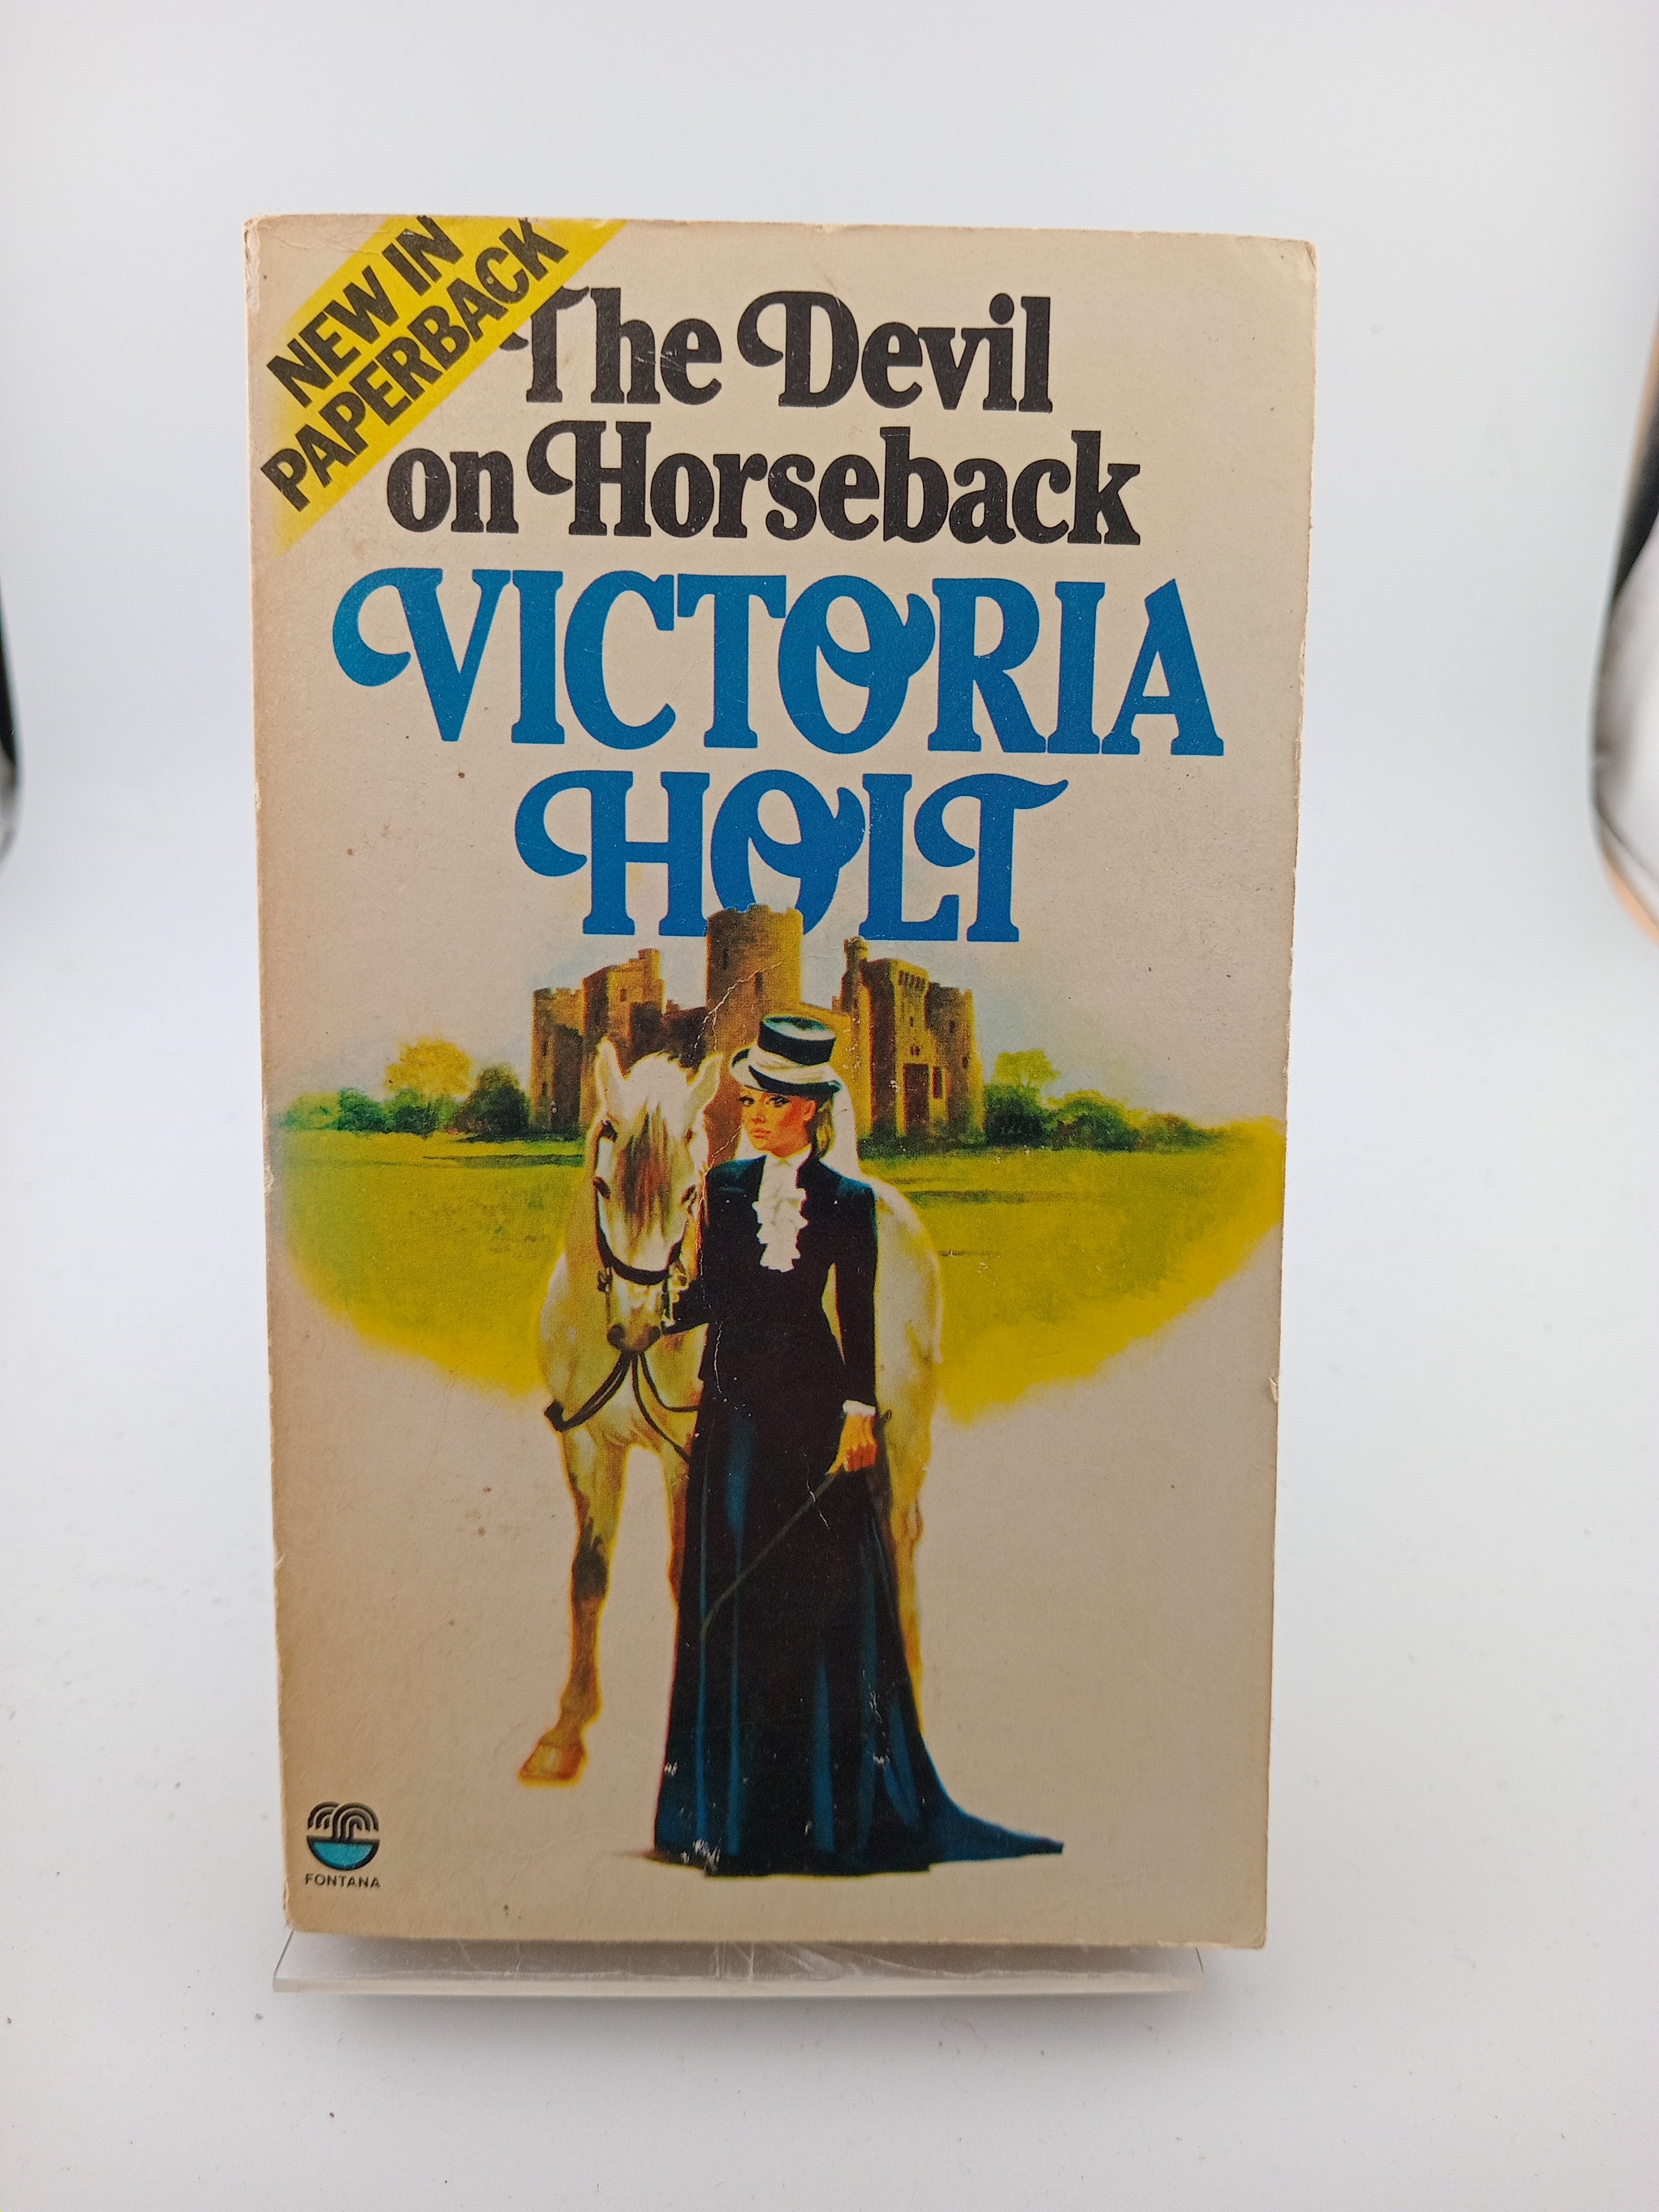 NEW IN
PAPERBACK
The Devil
on Horseback
VICTORIA
HOLT
FONTANA